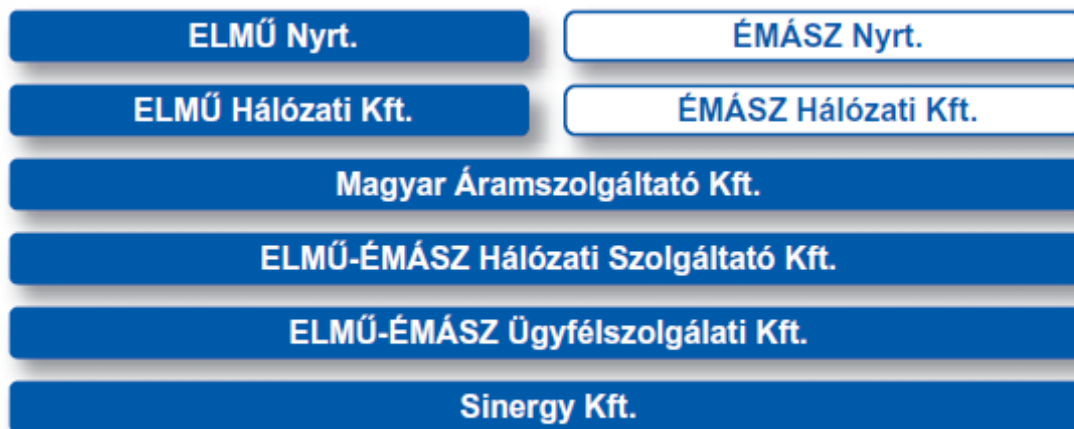 ELMŰ Nyrt.
ÉMÁSZ Nyrt.
ELMŰ Hálózati Kft.
ÉMÁSZ Hálózati Kft.
Magyar Áramszolgáltató Kft.
ELMŰ-ÉMÁSZ Hálózati Szolgáltató Kft.
ELMŰ-ÉMÁSZ Ügyfélszolgálati Kft.
Sinergy Kft.